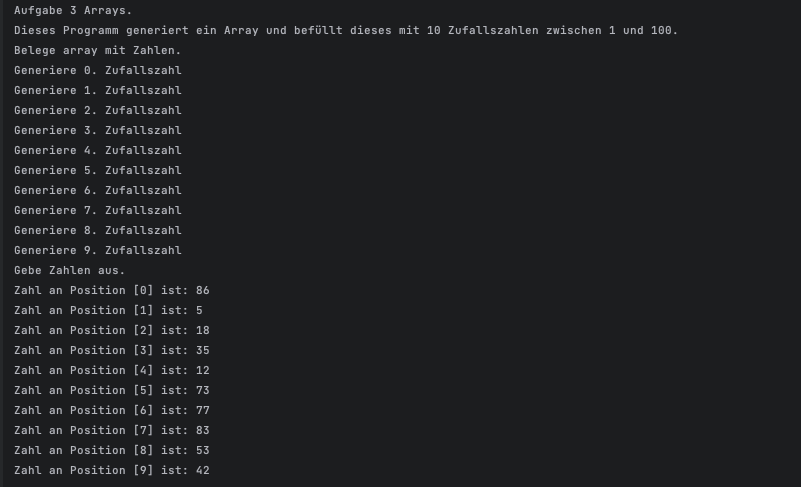 Aufgabe 3 Arrays.
Dieses Programm generiert ein Array und befüllt dieses mit 10 Zufallszahlen zwischen 1 und 100.
Belege array mit Zahlen.
Generiere 0. Zufallszahl
Generiere 1. Zufallszahl
Generiere 2. Zufallszahl
Generiere 3. Zufallszahl
Generiere 4. Zufallszahl
Generiere 5. Zufallszahl
Generiere 6. Zufallszahl
Generiere 7. Zufallszahl
Generiere 8. Zufallszahl
Generiere 9. Zufallszahl
Gebe Zahlen aus.
Zahl an Position [0] ist: 86
Zahl an Position [1] ist: 5
Zahl an Position [2] ist: 18
Zahl an Position [3] ist: 35
Zahl an Position [4] ist: 12
Zahl an Position [5] ist: 73
Zahl an Position [6] ist: 77
Zahl an Position [7] ist: 83
Zahl an Position [8] ist: 53
Zahl an Position [9] ist: 42